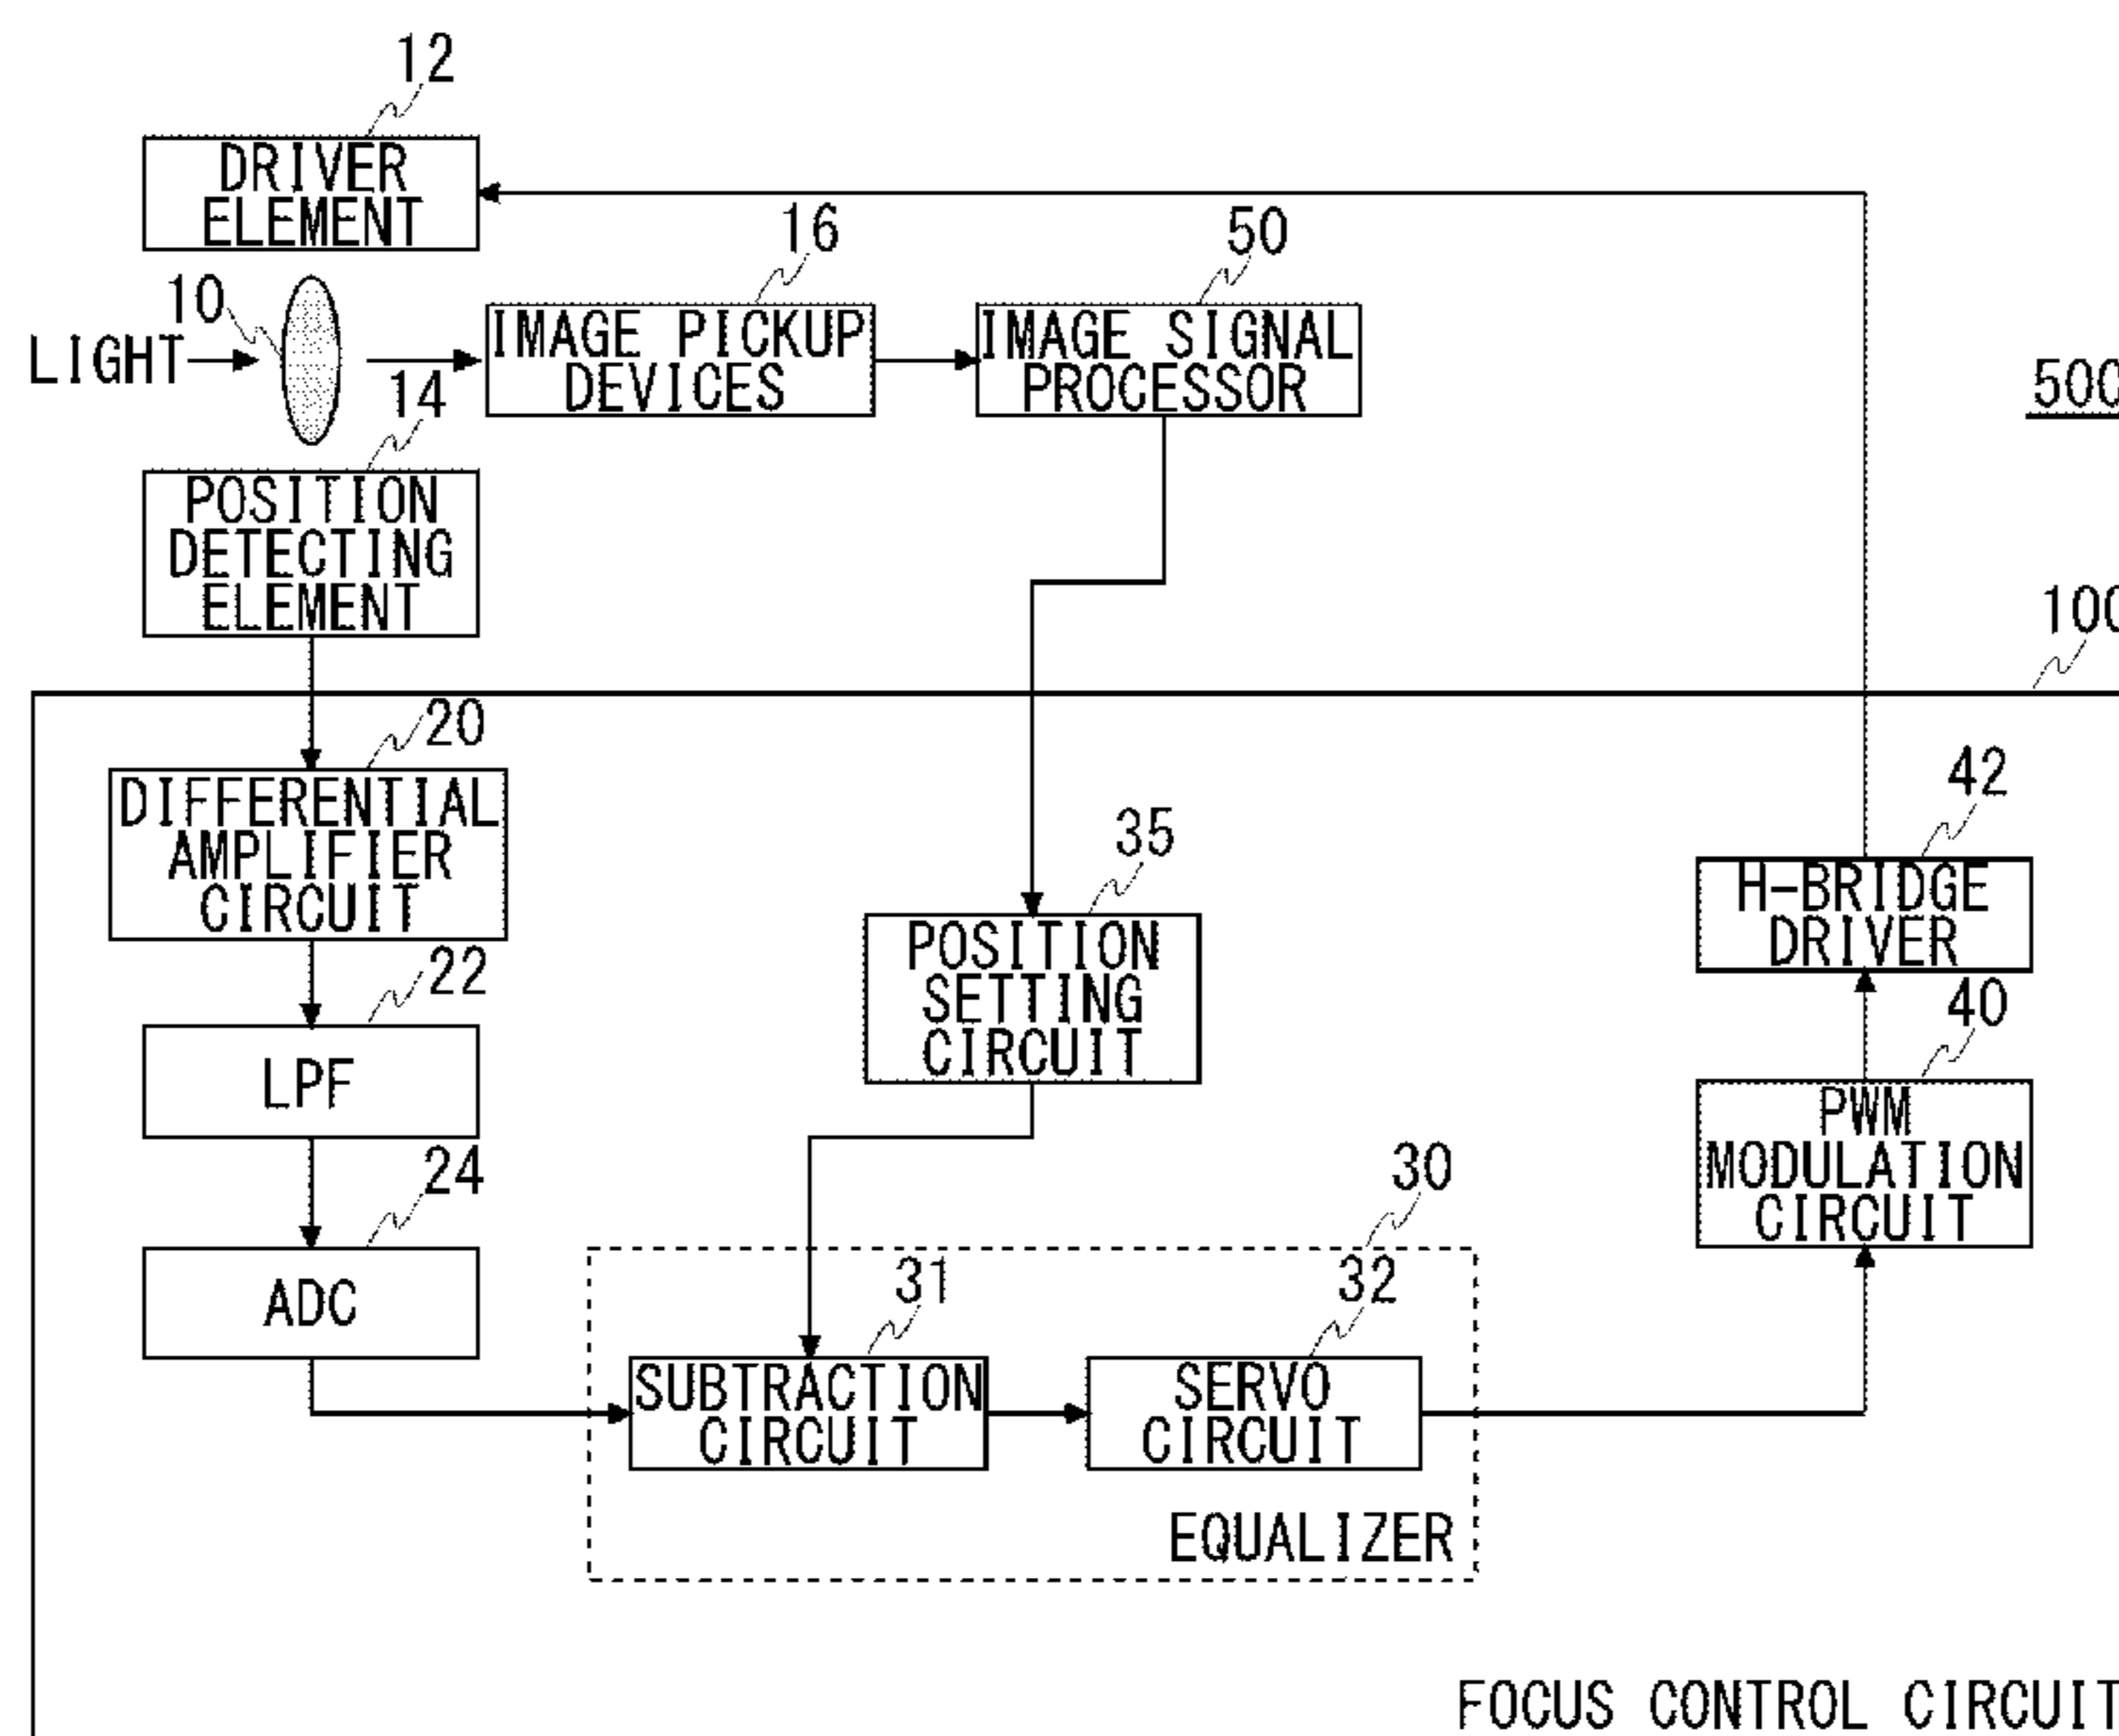 12
DRIVER
ELEMENT
16
50
10
LIGHT
IMAGE PICKUP
DEVICES
IMAGE SIGNAL
PROCESSOR
500
14
POSITION
DETECTING
ELEMENT
100
20
DIFFERENTIAL
AMPLIFIER
CIRCUIT
42
H-BRIDGE
DRIVER
35
POSITION
SETTING
CIRCUIT
22
LPF
40
PWM
MODULATION
CIRCUIT
24
ADC
30
31
32
SUBTRACTION
CIRCUIT
SERVO
CIRCUIT
EQUALIZER
FOCUS CONTROL CIRCUIT